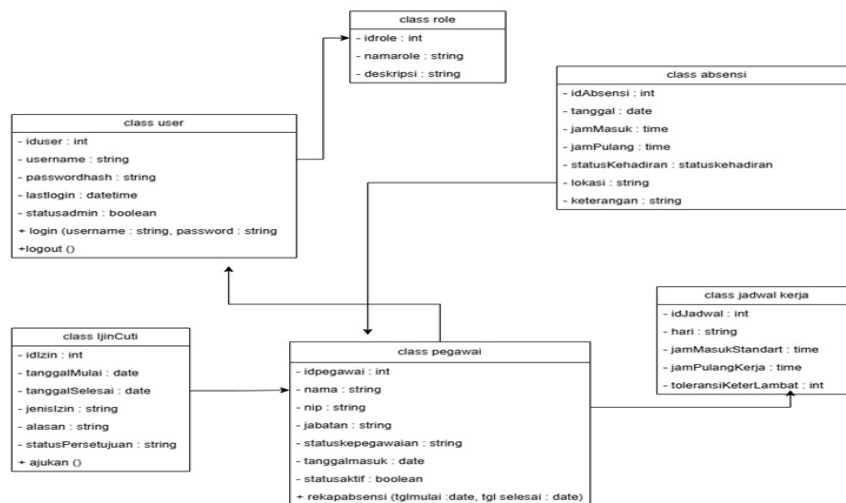 class role
- idrole : int
- namarole : string
- deskripsi : string
class absensi
- idAbsensi : int
- tanggal : date
- jamMasuk : time
- jamPulang : time
- statusKehadiran : statuskehadiran
- lokasi : string
- keterangan : string
class user
- iduser : int
- username : string
- passwordhash : string
- lastlogin : datetime
- statusadmin : boolean
+ login (username : string, password : string
+logout ()
class jadwal kerja
- idJadwal : int
- hari : string
- jamMasukStandart : time
- jamPulangKerja : time
- toleransiKeterLambat : int
class IjinCuti
- idIzin : int
- tanggalMulai : date
- tanggalSelesai : date
- jenisIzin : string
- alasan : string
- statusPersetujuan : string
+ ajukan ()
class pegawai
- idpegawai : int
- nama : string
- nip : string
- jabatan : string
- statuskepegawaian : string
- tanggalmasuk : date
- statusaktif : boolean
+ rekapabsensi (tglmulai :date, tgl selesai : date)